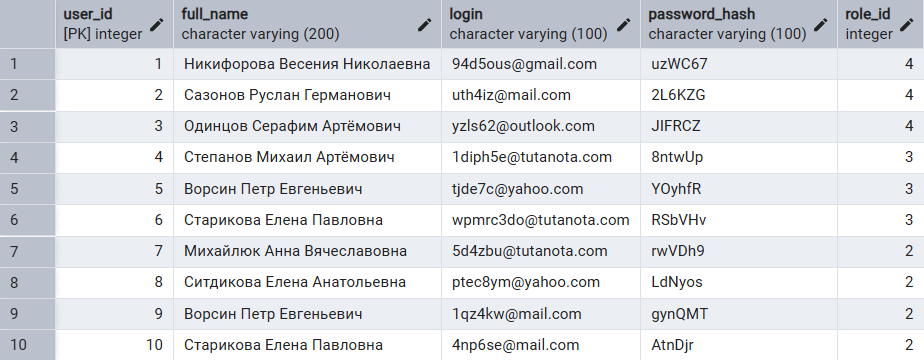 user_id full_name login password_hash role_id
[PK] integer character varying (200) character varying (100) character varying (100) integer
1 1 Никифорова Весения Николаевна 94d5ous@gmail.com uzWC67 4
2 2 Сазонов Руслан Германович uth4iz@mail.com 2L6KZG 4
3 3 Одинцов Серафим Артёмович yzls62@outlook.com JlFRCZ 4
4 4 Степанов Михаил Артёмович 1diph5e@tutanota.com 8ntwUp 3
5 5 Ворсин Петр Евгеньевич tjde7c@yahoo.com YOyhfR 3
6 6 Старикова Елена Павловна wpmrc3do@tutanota.com RSbVHv 3
7 7 Михайлюк Анна Вячеславовна 5d4zbu@tutanota.com rwVDh9 2
8 8 Ситдикова Елена Анатольевна ptec8ym@yahoo.com LdNyos 2
9 9 Ворсин Петр Евгеньевич 1qz4kw@mail.com gynQMT 2
10 10 Старикова Елена Павловна 4np6se@mail.com AtnDjr 2